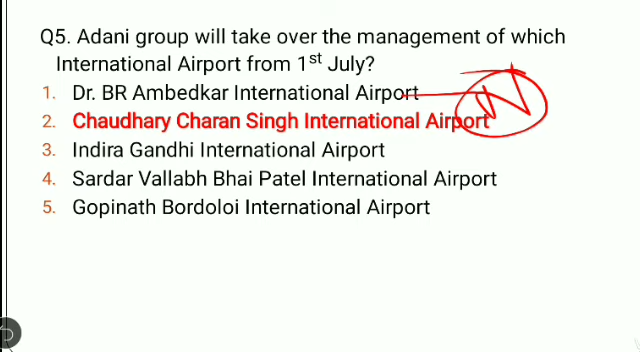 Q5. Adani group will take over the management of which
International Airport from 1st July?
1. Dr. BR Ambedkar International Airport
2. Chaudhary Charan Singh International Airport
3. Indira Gandhi International Airport
4. Sardar Vallabh Bhai Patel International Airport
5. Gopinath Bordoloi International Airport